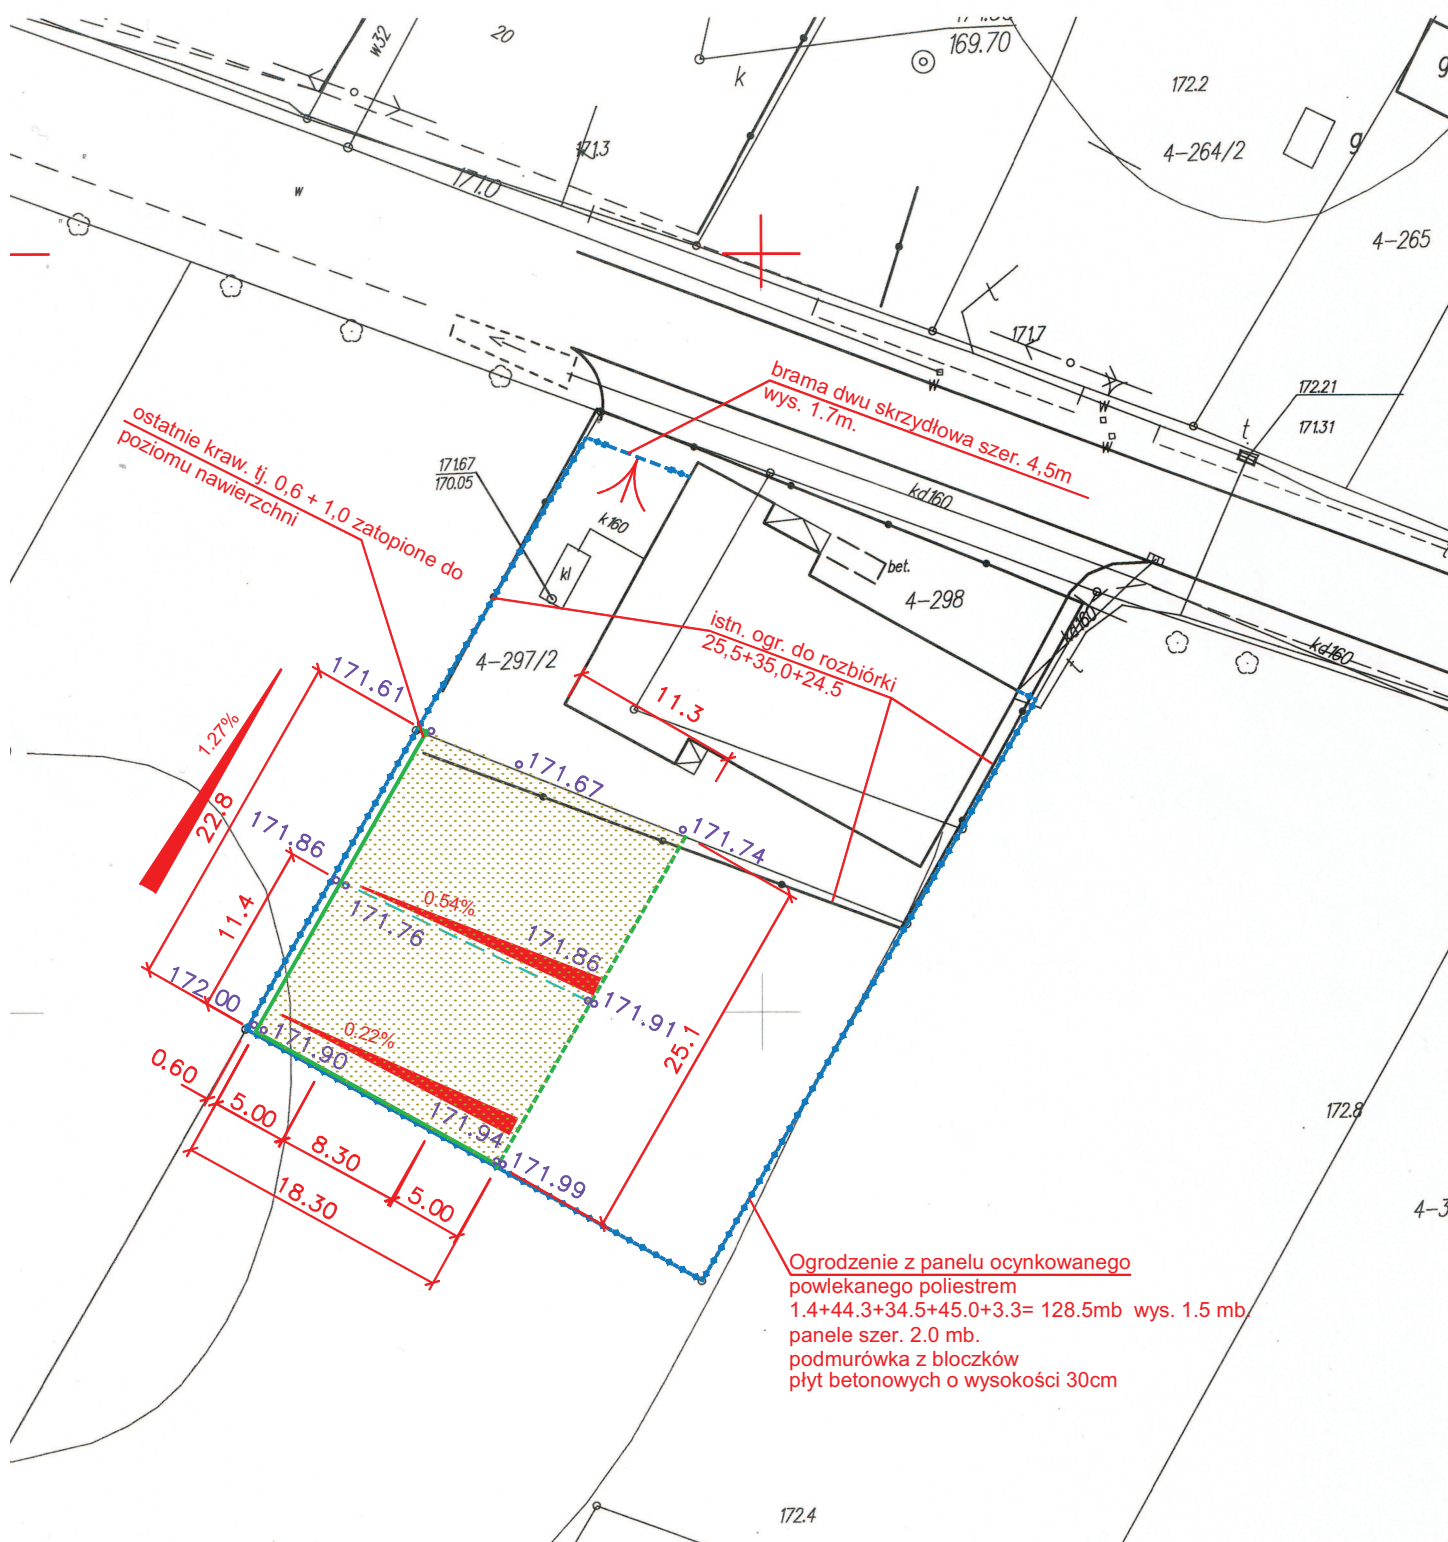 w32
20
169.70
k
172.2
g
4-264/2
g
171.3
171.0
w
4-265
t
171.7
brama dwu skrzydłowa szer. 4,5m
wys. 1.7m.
w
w
w
172.21
171.31
t.
ostatnie kraw. tj. 0,6 + 1,0 zatopione do
poziomu nawierzchni
171.67
170.05
kd160
k160
kl
bet.
4-298
istn. ogr. do rozbiórki
25,5+35,0+24.5
kd160
t
4-297/2
171.61
11.3
1.27%
22.8
171.67
171.74
171.86
11.4
0.54%
171.76
171.86
172.00
171.91
171.90
0.22%
25.1
0.60
5.00
171.94
8.30
171.99
18.30
5.00
172.8
Ogrodzenie z panelu ocynkowanego
powlekanego poliestrem
1.4+44.3+34.5+45.0+3.3= 128.5mb wys. 1.5 mb.
panele szer. 2.0 mb.
podmurówka z bloczków
płyt betonowych o wysokości 30cm
172.4